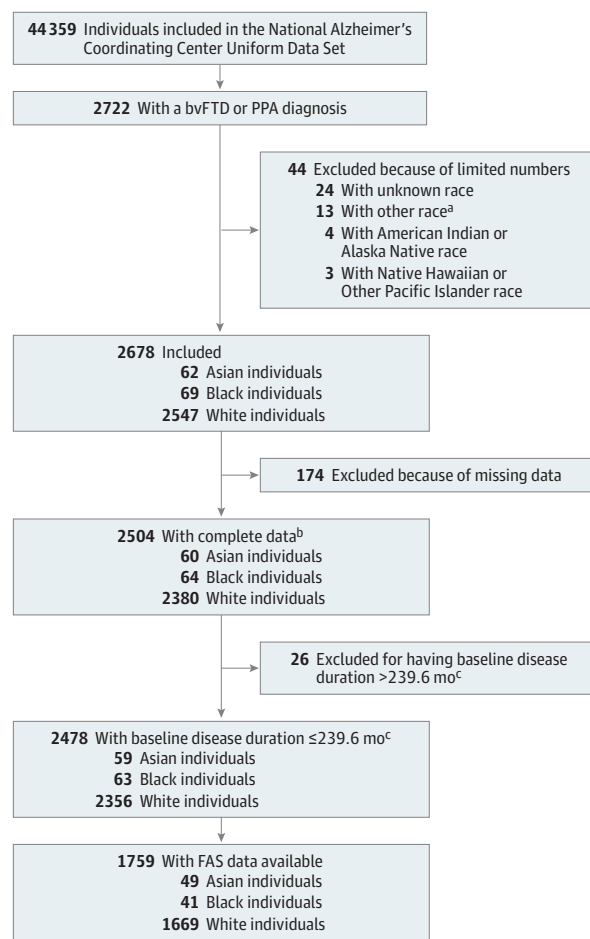 44359 Individuals included in the National Alzheimer's
Coordinating Center Uniform Data Set
2722 With a bvFTD or PPA diagnosis
44 Excluded because of limited numbers
24 With unknown race
13 With other raceᵃ
4 With American Indian or
Alaska Native race
3 With Native Hawaiian or
Other Pacific Islander race
2678 Included
62 Asian individuals
69 Black individuals
2547 White individuals
174 Excluded because of missing data
2504 With complete dataᵇ
60 Asian individuals
64 Black individuals
2380 White individuals
26 Excluded for having baseline disease
duration >239.6 moᶜ
2478 With baseline disease duration ≤239.6 moᶜ
59 Asian individuals
63 Black individuals
2356 White individuals
1759 With FAS data available
49 Asian individuals
41 Black individuals
1669 White individuals